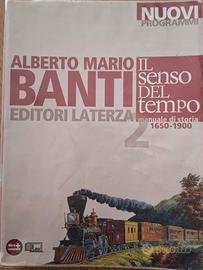 NUOVI
PROGRAMMI
ALBERTO MARIO
BANTI
IL
senso
DEL
tempo
EDITORI LATERZA
2
manuale di storia
1650-1900